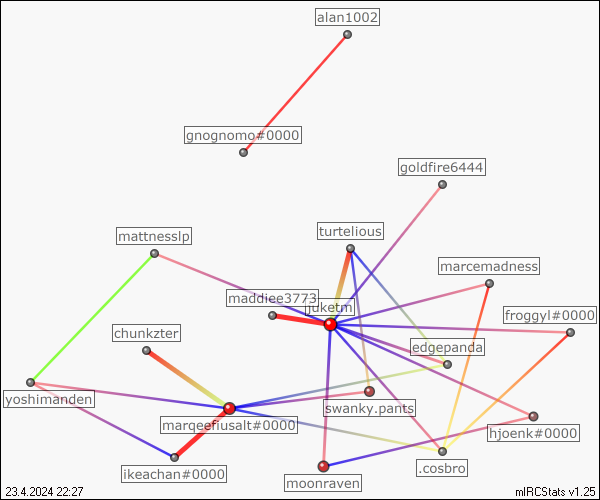 alan1002
gnognomo#0000
goldfire6444
turtelious
mattnesslp
marcemadness
maddiee3773
juketm
froggyl#0000
chunkzter
edgepanda
yoshimanden
swanky.pants
marqeefiusalt#0000
hjoenk#0000
ikeachan#0000
.cosbro
moonraven
23.4.2024 22:27
mIRCStats v1.25